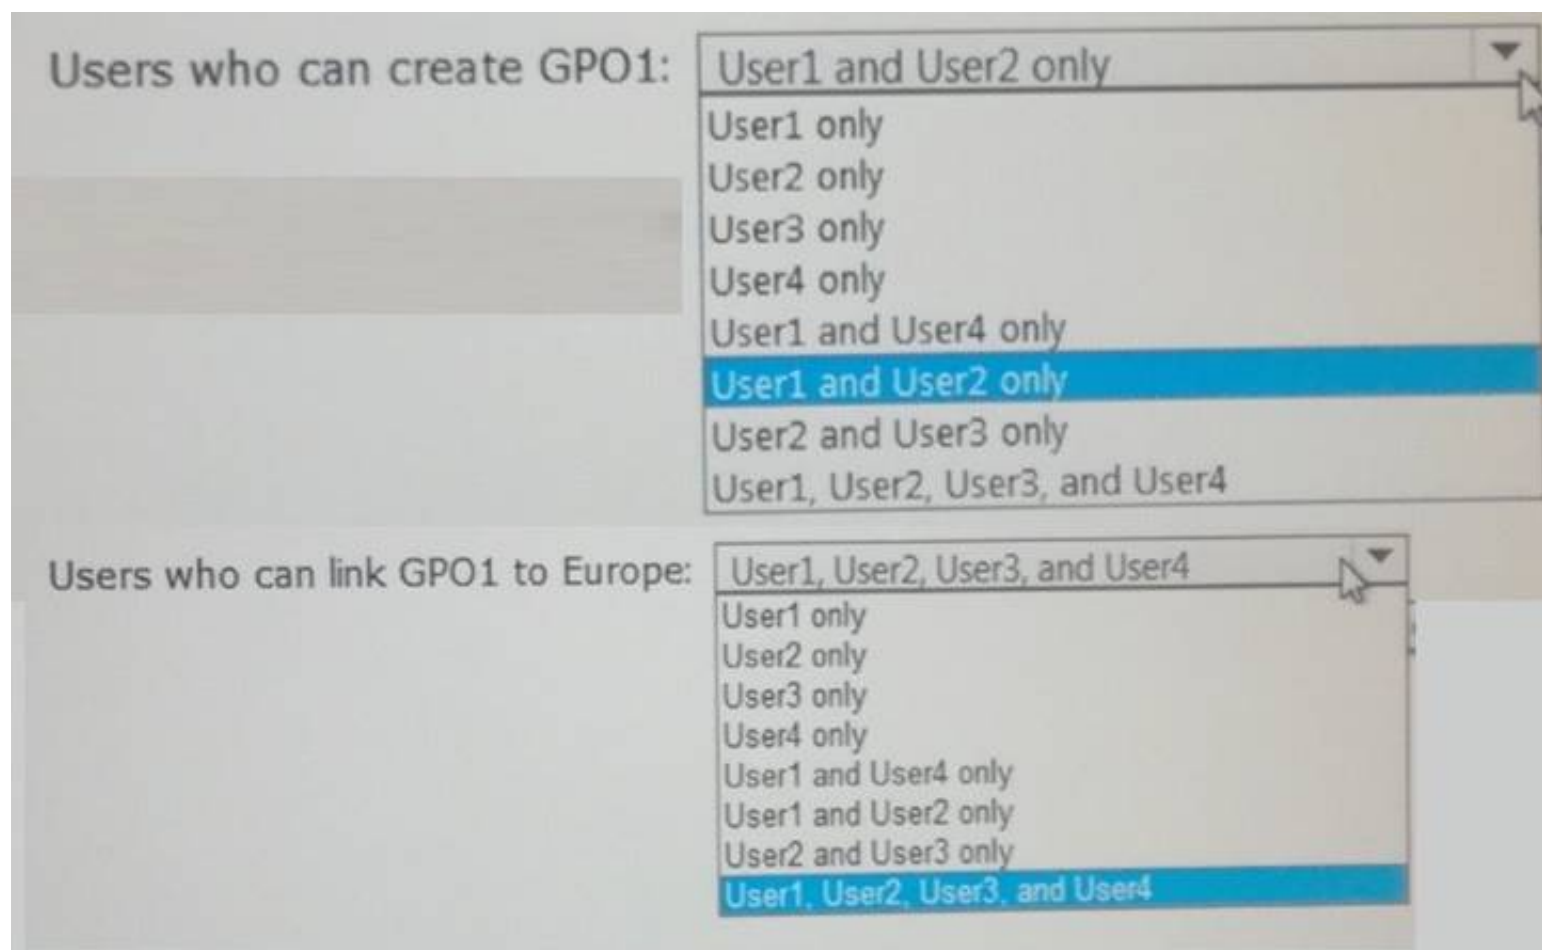 Users who can create GPO1: User1 and User2 only
User1 only
User2 only
User3 only
User4 only
User1 and User4 only
User1 and User2 only
User2 and User3 only
User1, User2, User3, and User4
Users who can link GPO1 to Europe: User1, User2, User3, and User4
User1 only
User2 only
User3 only
User4 only
User1 and User4 only
User1 and User2 only
User2 and User3 only
User1, User2, User3, and User4